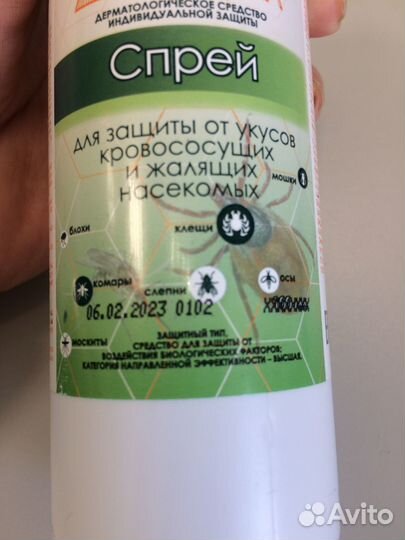 ДЕРМАТОЛОГИЧЕСКОЕ СРЕДСТВО
ИНДИВИДУАЛЬНОЙ ЗАЩИТЫ
Спрей
для защиты от укусов
кровососущих
и жалящих
насекомых
мошки
блохи
клещи
комары
слепни
осы
06.02.2023 0102
москиты
ЗАЩИТНЫЙ ТИП.
СРЕДСТВО ДЛЯ ЗАЩИТЫ ОТ
ВОЗДЕЙСТВИЯ БИОЛОГИЧЕСКИХ ФАКТОРОВ;
КАТЕГОРИЯ НАПРАВЛЕННОЙ ЭФФЕКТИВНОСТИ – ВЫСШАЯ.
Avito